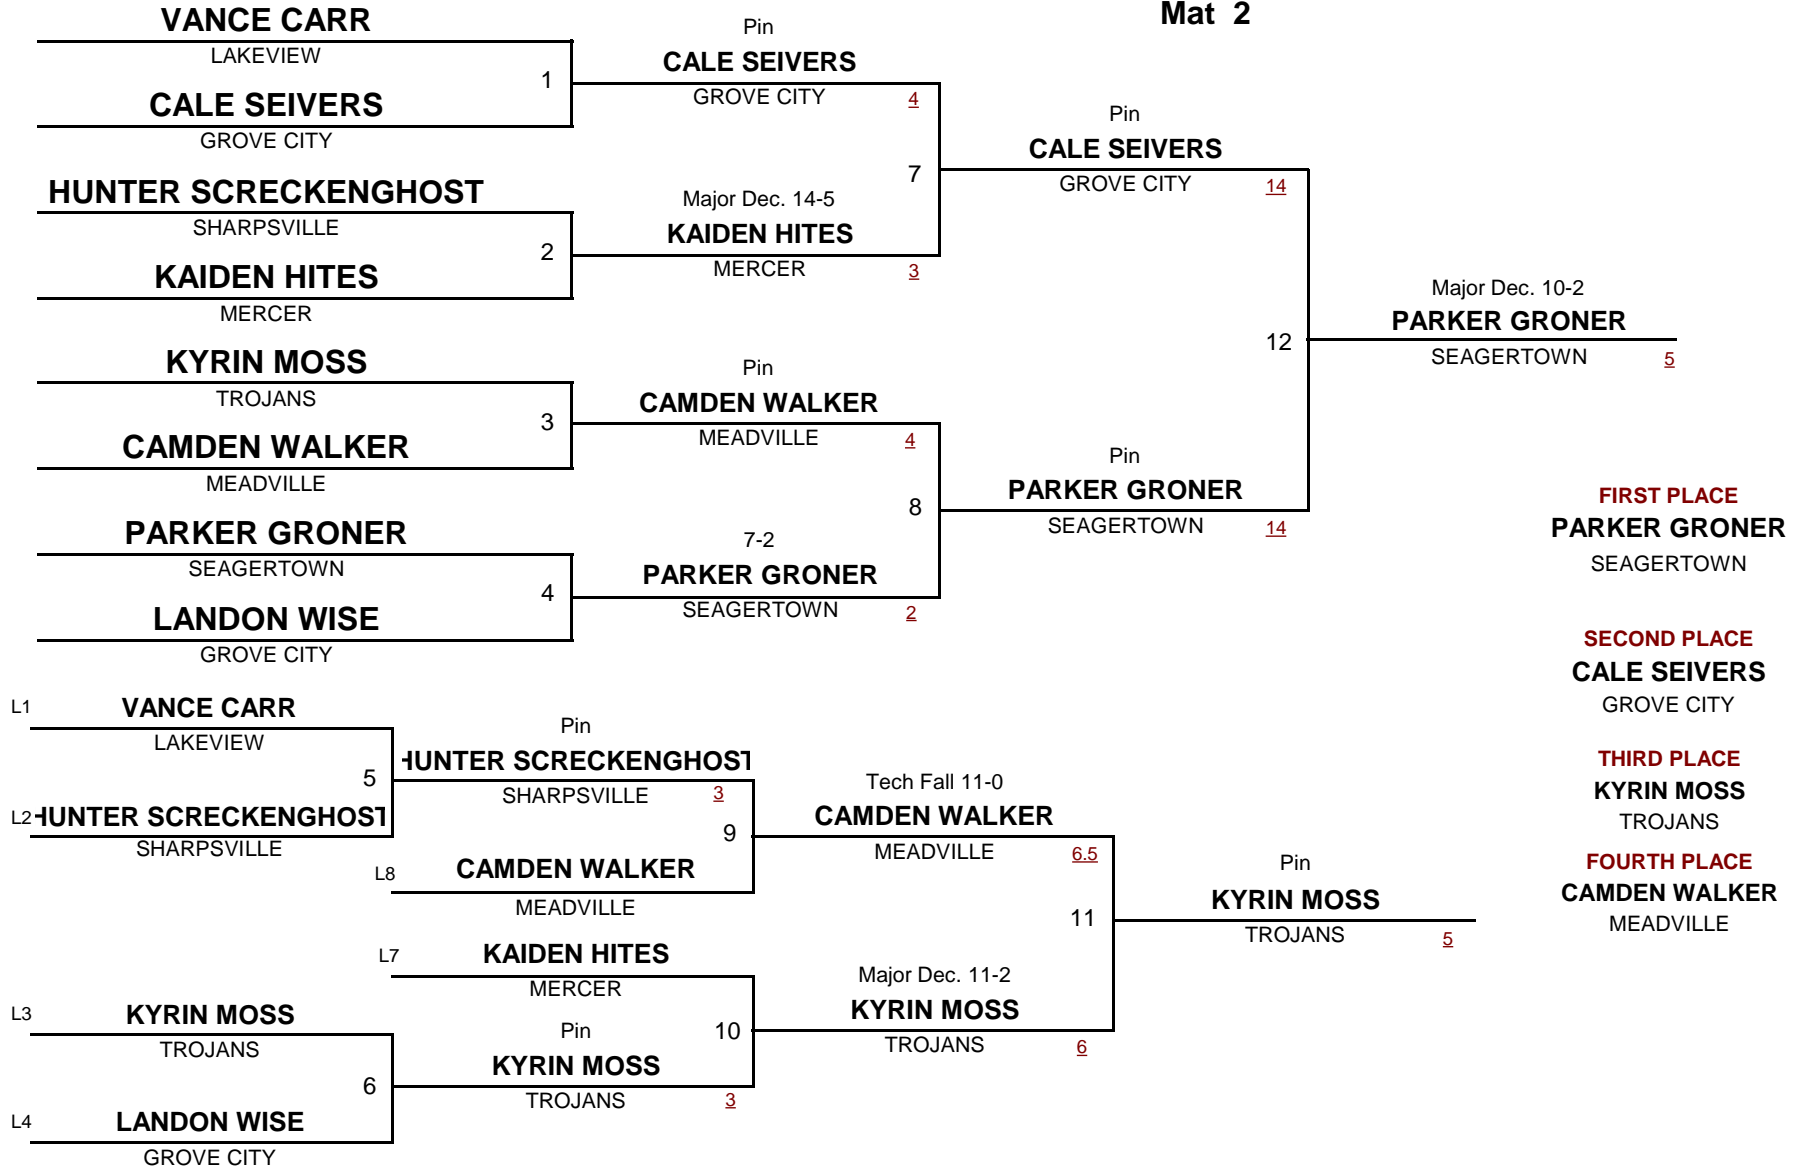 Mat 2
VANCE CARR
LAKEVIEW
1
CALE SEIVERS
GROVE CITY
HUNTER SCRECKENGHOST
SHARPSVILLE
2
KAIDEN HITES
MERCER
KYRIN MOSS
TROJANS
3
CAMDEN WALKER
MEADVILLE
PARKER GRONER
SEAGERTOWN
4
LANDON WISE
GROVE CITY
Pin
CALE SEIVERS
GROVE CITY 4
7
Major Dec. 14-5
KAIDEN HITES
MERCER 3
Pin
CAMDEN WALKER
MEADVILLE 4
8
7-2
PARKER GRONER
SEAGERTOWN 2
Pin
CALE SEIVERS
GROVE CITY 14
12
Pin
PARKER GRONER
SEAGERTOWN 14
Major Dec. 10-2
PARKER GRONER
SEAGERTOWN 5
FIRST PLACE
PARKER GRONER
SEAGERTOWN
SECOND PLACE
CALE SEIVERS
GROVE CITY
THIRD PLACE
KYRIN MOSS
TROJANS
FOURTH PLACE
CAMDEN WALKER
MEADVILLE
L1 VANCE CARR
LAKEVIEW
5
L2 HUNTER SCRECKENGHOST
SHARPSVILLE
L3 KYRIN MOSS
TROJANS
6
L4 LANDON WISE
GROVE CITY
Pin
HUNTER SCRECKENGHOST
SHARPSVILLE 3
9
L8 CAMDEN WALKER
MEADVILLE
L7 KAIDEN HITES
MERCER
10
Pin
KYRIN MOSS
TROJANS 3
Tech Fall 11-0
CAMDEN WALKER
MEADVILLE 6.5
11
Major Dec. 11-2
KYRIN MOSS
TROJANS 6
Pin
KYRIN MOSS
TROJANS 5